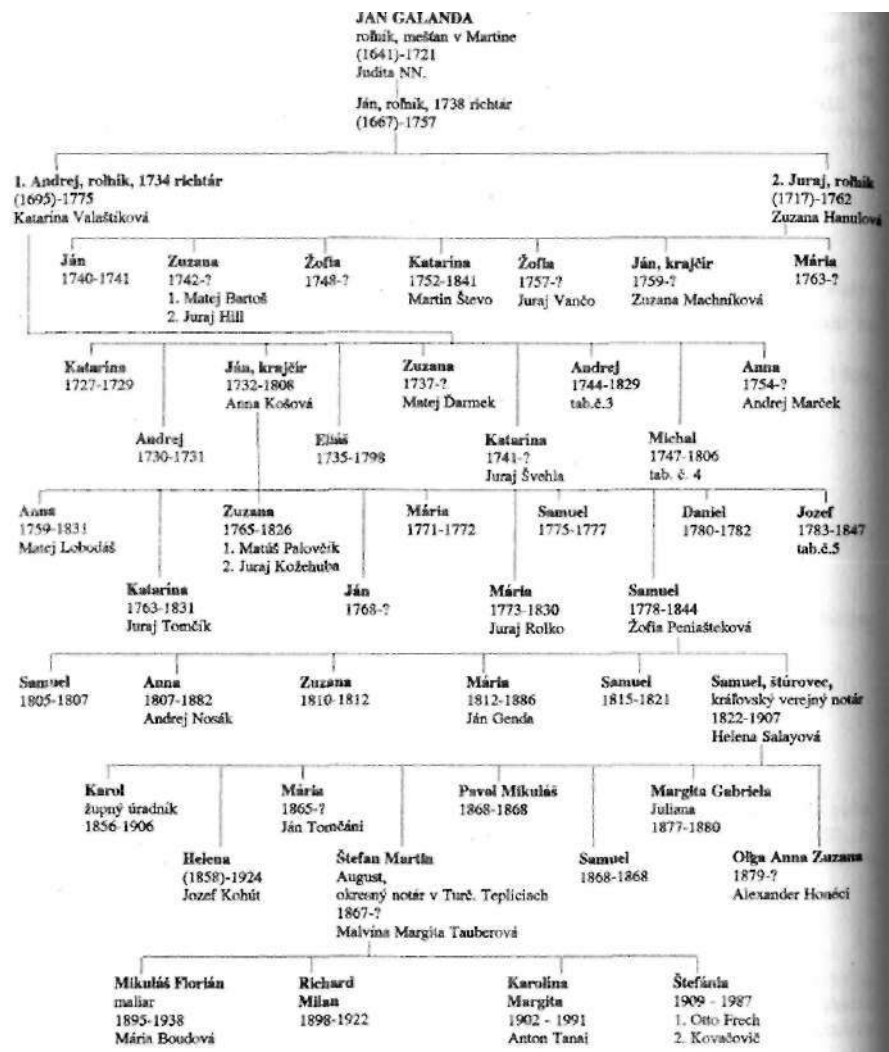 JÁN GALANDA
roľník, mešťan v Martine
(1641)-1721
Judita NN.
Ján, roľník, 1738 richtár
(1667)-1757
1. Andrej, roľník, 1734 richtár
(1695)-1775
Katarína Valaštíková
2. Juraj, roľník
(1717)-1762
Zuzana Hanulová
Ján
1740-1741
Zuzana
1742-?
1. Matej Bartoš
2. Juraj Hill
Žofia
1748-?
Katarína
1752-1841
Martin Števo
Žofia
1757-?
Juraj Vančo
Ján, krajčír
1759-?
Zuzana Machníková
Mária
1763-?
Katarína
1727-1729
Ján, krajčír
1732-1808
Anna Košová
Zuzana
1737-?
Matej Ďarmek
Andrej
1744-1829
tab.č.3
Anna
1754-?
Andrej Marček
Andrej
1730-1731
Eliáš
1735-1798
Katarína
1741-?
Juraj Švehla
Michal
1747-1806
tab. č. 4
Anna
1759-1831
Matej Lobodáš
Zuzana
1765-1826
1. Matúš Palovčík
2. Juraj Kožehuba
Mária
1771-1772
Samuel
1775-1777
Daniel
1780-1782
Jozef
1783-1847
tab.č.5
Katarína
1763-1831
Juraj Tomčík
Ján
1768-?
Mária
1773-1830
Juraj Rolko
Samuel
1778-1844
Žofia Peniašteková
Samuel
1805-1807
Anna
1807-1882
Andrej Nosák
Zuzana
1810-1812
Mária
1812-1886
Ján Genda
Samuel
1815-1821
Samuel, štúrovec,
kráľovský verejný notár
1822-1907
Helena Salayová
Karol
župný úradník
1856-1906
Mária
1865-?
Ján Tomčáni
Pavol Mikuláš
1868-1868
Margita Gabriela
Juliana
1877-1880
Helena
(1858)-1924
Jozef Kohút
Štefan Martin
August,
okresný notár v Turč. Tepliciach
1867-?
Malvína Margita Tauberová
Samuel
1868-1868
Oľga Anna Zuzana
1879-?
Alexander Honéci
Mikuláš Florián
maliar
1895-1938
Mária Boudová
Richard
Milan
1898-1922
Karolína
Margita
1902 - 1991
Anton Tanai
Štefánia
1909 - 1987
1. Otto Frech
2. Kovačovič